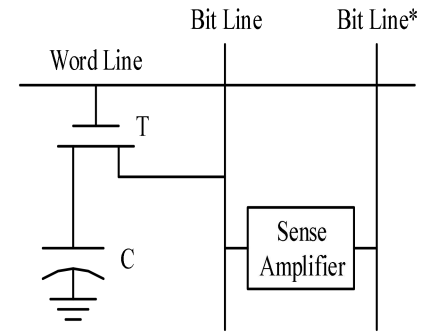 Bit Line
Bit Line*
Word Line
T
C
Sense
Amplifier